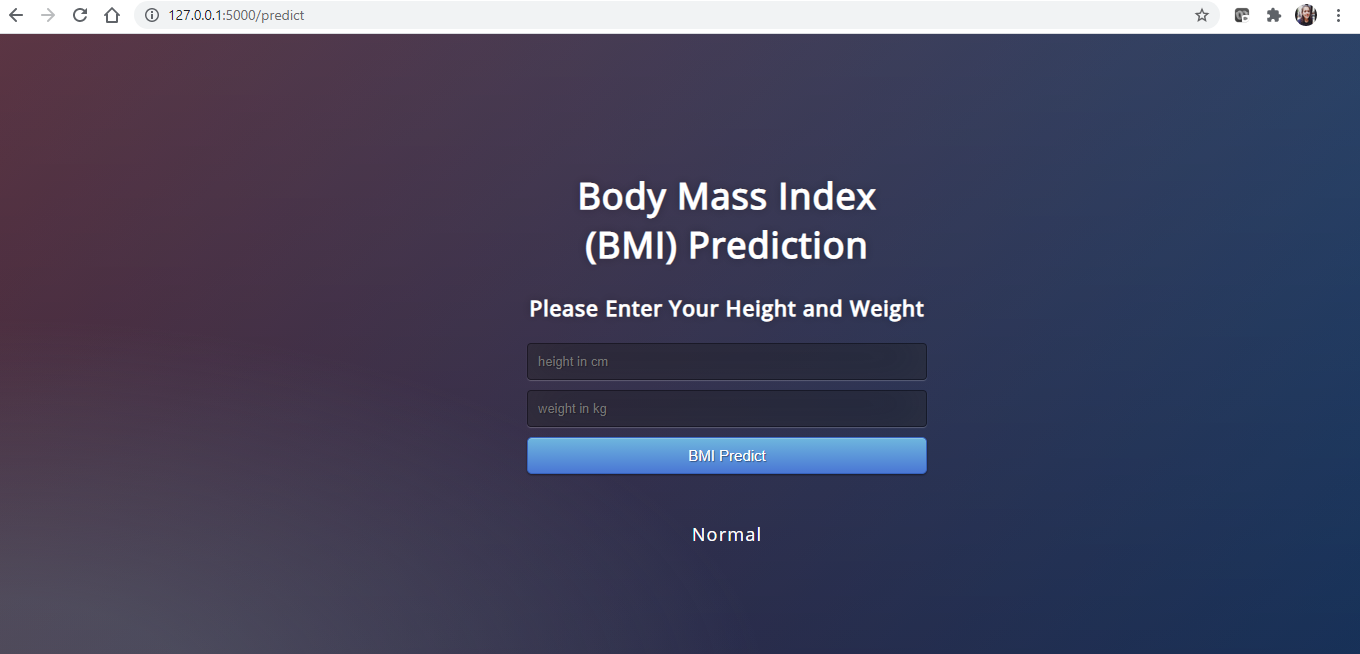 127.0.0.1:5000/predict
Body Mass Index
(BMI) Prediction
Please Enter Your Height and Weight
height in cm
weight in kg
BMI Predict
Normal